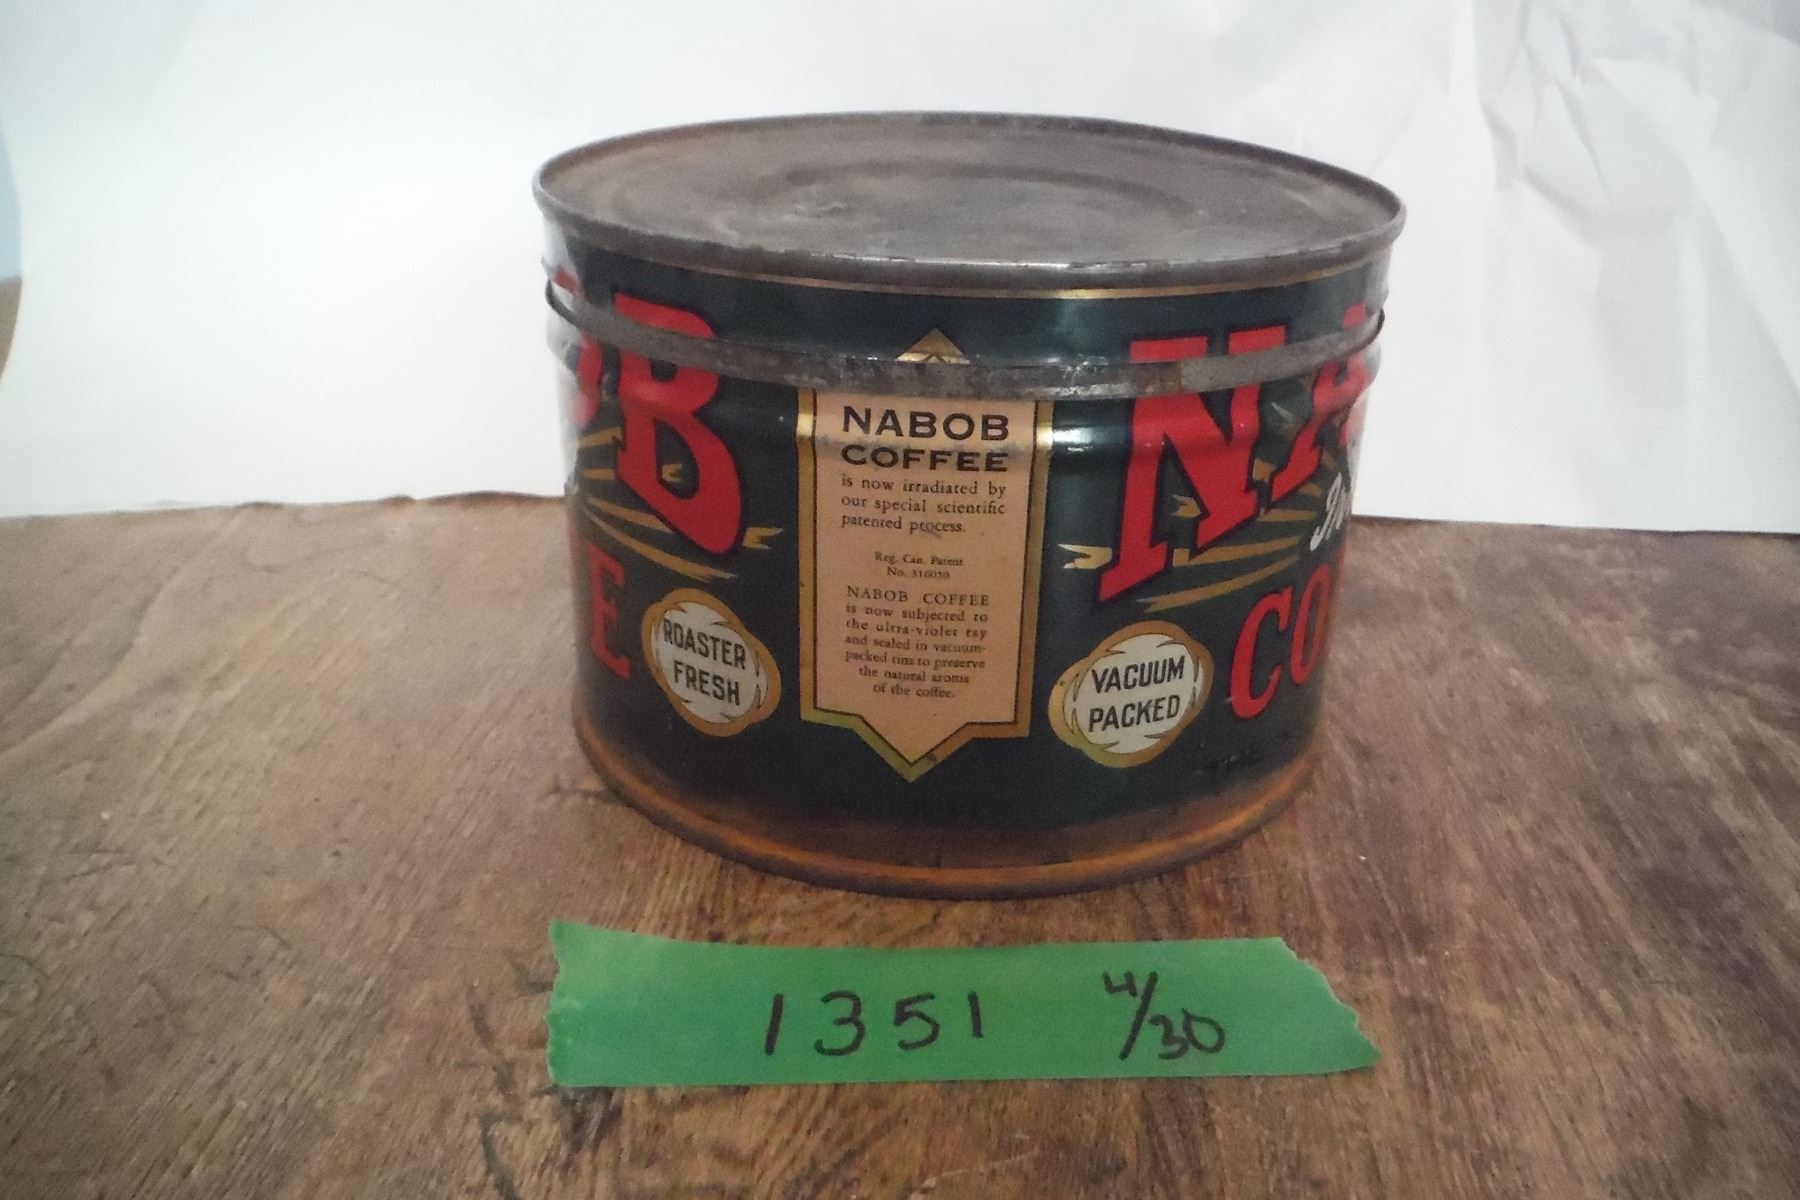 NABOB
COFFEE
is now irradiated by
our special scientific
patented process.
Reg. Can. Patent
No. 316030
NABOB COFFEE
is now subjected to
the ultra-violet ray
and sealed in vacuum-
packed tins to preserve
the natural aroma
of the coffee.
OB
E
ROASTER
FRESH
NA
CO
VACUUM
PACKED
1351 4/30